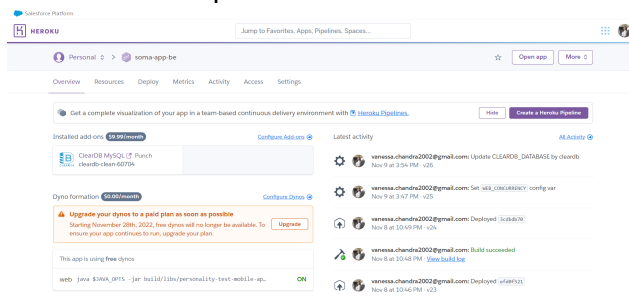 Salesforce Platform
HEROKU
Jump to Favorites, Apps, Pipelines, Spaces...
Personal
soma-app-be
Open app
More
Overview Resources Deploy Metrics Activity Access Settings
Get a complete visualization of your app in a team-based continuous delivery environment with Heroku Pipelines.
Hide
Create a Heroku Pipeline
Installed add-ons $9.99/month Configure Add-ons
ClearDB MySQL Punch
cleardb-clean-60704
Dyno formation $0.00/month Configure Dynos
Upgrade your dynos to a paid plan as soon as possible
Starting November 28th, 2022, free dynos will no longer be available. To
ensure your app continues to run, upgrade your plan.
Upgrade
This app is using free dynos
web java $JAVA_OPTS -jar build/libs/personality-test-mobile-ap… ON
Latest activity All Activity
vanessa.chandra2002@gmail.com: Update CLEARDB_DATABASE by cleardb
Nov 9 at 3:54 PM · v26
vanessa.chandra2002@gmail.com: Set WEB_CONCURRENCY config var
Nov 9 at 3:47 PM · v25
vanessa.chandra2002@gmail.com: Deployed
Nov 8 at 10:49 PM · v24
vanessa.chandra2002@gmail.com: Build succeeded
Nov 8 at 10:48 PM · View build log
vanessa.chandra2002@gmail.com: Deployed
Nov 8 at 10:46 PM · v23